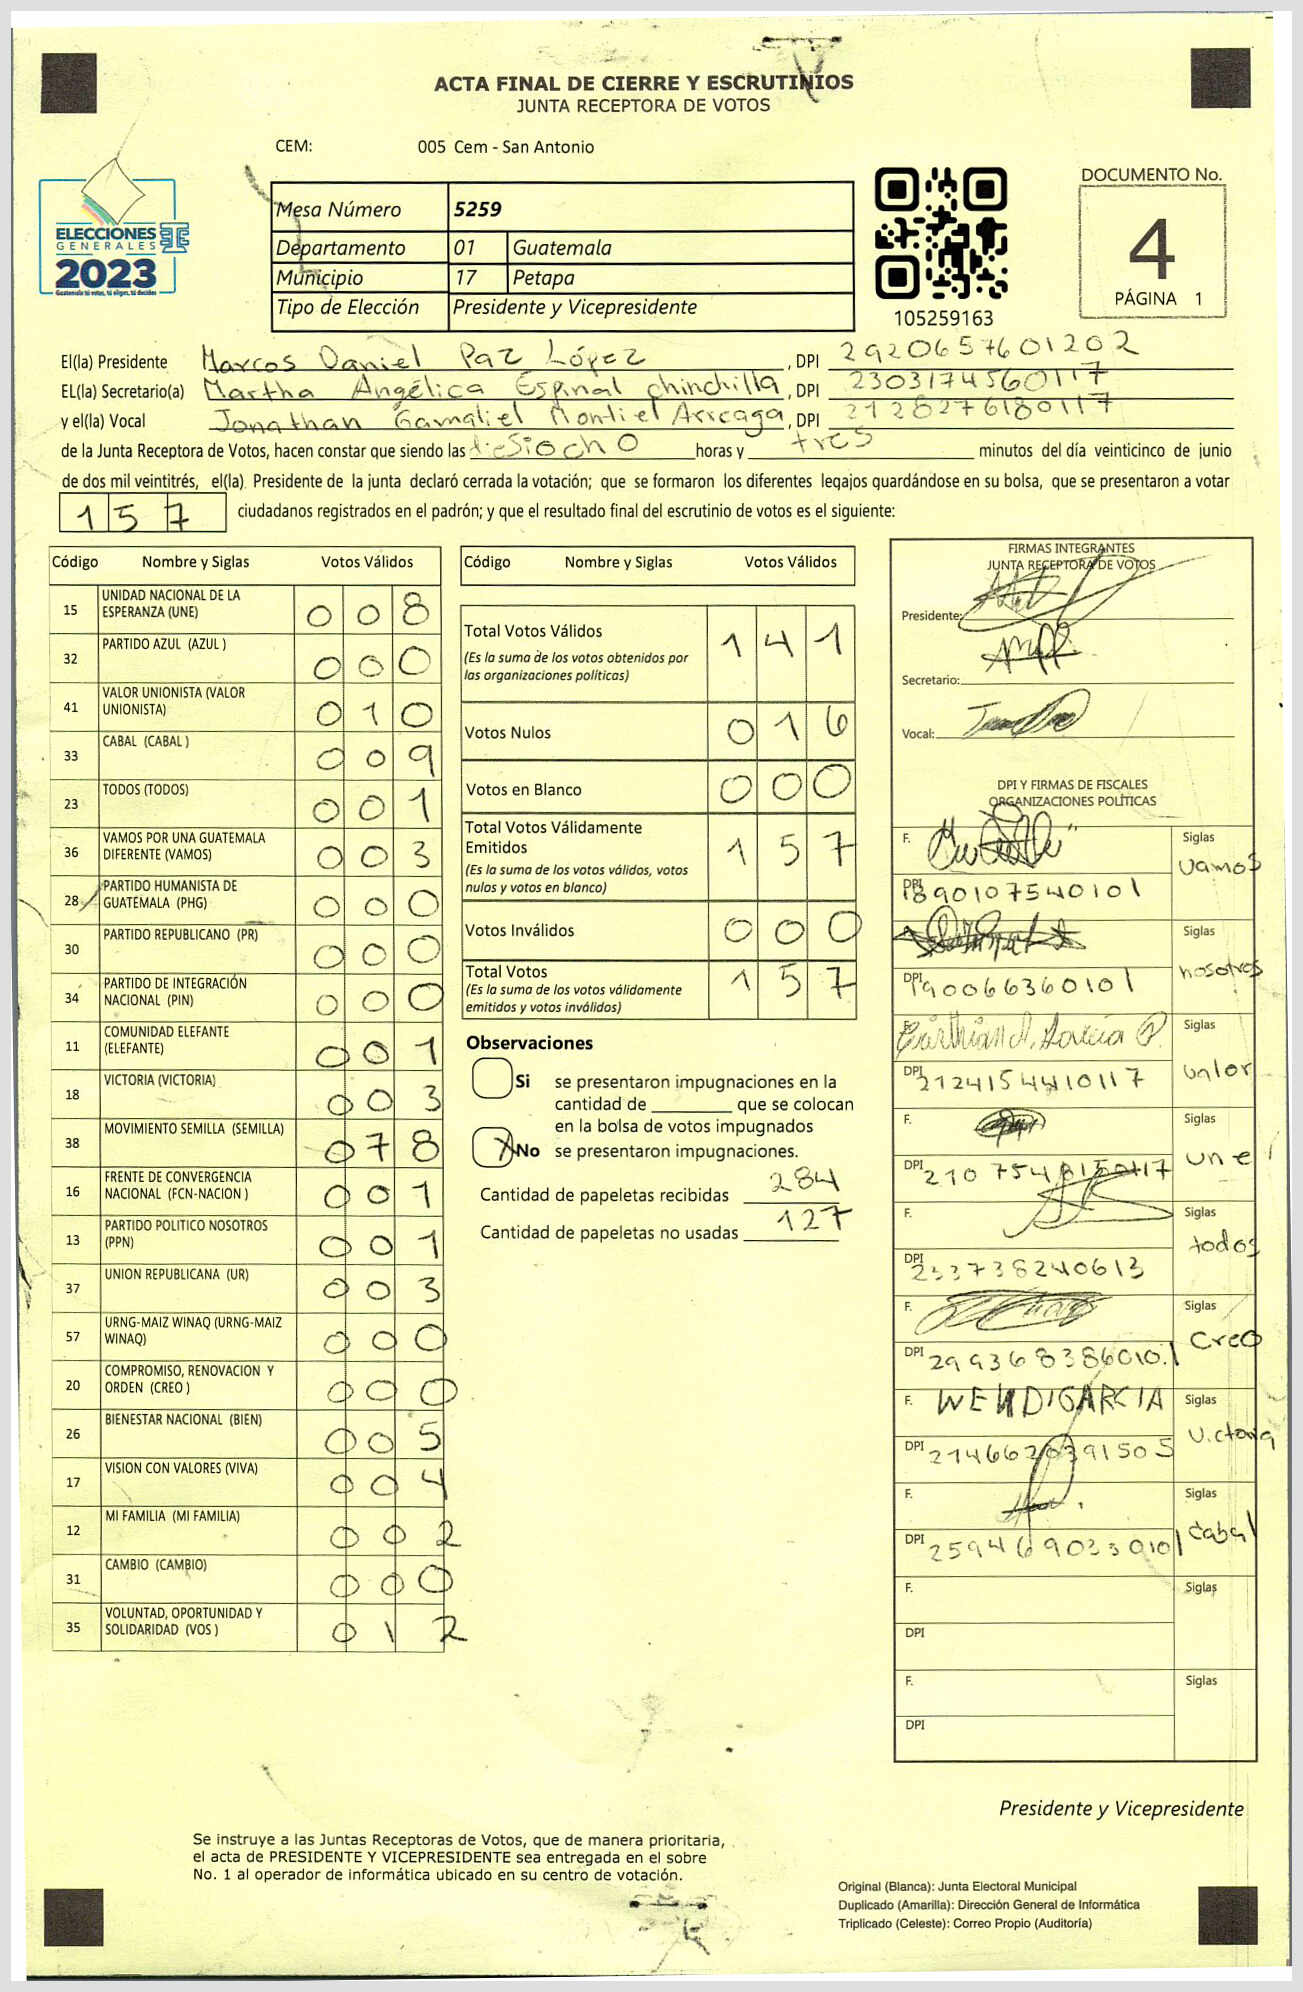 ACTA FINAL DE CIERRE Y ESCRUTINIOS
JUNTA RECEPTORA DE VOTOS
CEM: 005 Cem - San Antonio
ELECCIONES
GENERALES
2023
Guatemala tú votas, tú eliges, tú decides
Mesa Número 5259
Departamento 01 Guatemala
Municipio 17 Petapa
Tipo de Elección Presidente y Vicepresidente
105259163
DOCUMENTO No.
4
PÁGINA 1
El(la) Presidente Marcos Daniel Paz López, DPI 2920657601202
EL(la) Secretario(a) Martha Angélica Espinal chinchilla, DPI 2303174560117
y el(la) Vocal Jonathan Gamaliel Montiel Arreaga, DPI 2128276180117
de la Junta Receptora de Votos, hacen constar que siendo las diesiocho horas y tres minutos del día veinticinco de junio
de dos mil veintitrés, el(la) Presidente de la junta declaró cerrada la votación; que se formaron los diferentes legajos quardándose en su bolsa, que se presentaron a votar
157 ciudadanos registrados en el padrón; y que el resultado final del escrutinio de votos es el siguiente:
Código Nombre y Siglas Votos Válidos
15 UNIDAD NACIONAL DE LA ESPERANZA (UNE) 008
32 PARTIDO AZUL (AZUL ) 000
41 VALOR UNIONISTA (VALOR UNIONISTA) 010
33 CABAL (CABAL ) 009
23 TODOS (TODOS) 001
36 VAMOS POR UNA GUATEMALA DIFERENTE (VAMOS) 003
28 PARTIDO HUMANISTA DE GUATEMALA (PHG) 000
30 PARTIDO REPUBLICANO (PR) 000
34 PARTIDO DE INTEGRACIÓN NACIONAL (PIN) 000
11 COMUNIDAD ELEFANTE (ELEFANTE) 001
18 VICTORIA (VICTORIA) 003
38 MOVIMIENTO SEMILLA (SEMILLA) 078
16 FRENTE DE CONVERGENCIA NACIONAL (FCN-NACION ) 001
13 PARTIDO POLITICO NOSOTROS (PPN) 001
37 UNION REPUBLICANA (UR) 003
57 URNG-MAIZ WINAQ (URNG-MAIZ WINAQ) 000
20 COMPROMISO, RENOVACION Y ORDEN (CREO ) 000
26 BIENESTAR NACIONAL (BIEN) 005
17 VISION CON VALORES (VIVA) 004
12 MI FAMILIA (MI FAMILIA) 002
31 CAMBIO (CAMBIO) 000
35 VOLUNTAD, OPORTUNIDAD Y SOLIDARIDAD (VOS ) 012
Código Nombre y Siglas Votos Válidos
Total Votos Válidos 141
(Es la suma de los votos obtenidos por
las organizaciones políticas)
Votos Nulos 016
Votos en Blanco 000
Total Votos Válidamente
Emitidos 157
(Es la suma de los votos válidos, votos
nulos y votos en blanco)
Votos Inválidos 000
Total Votos 157
(Es la suma de los votos válidamente
emitidos y votos inválidos)
Observaciones
Si se presentaron impugnaciones en la
cantidad de ________ que se colocan
en la bolsa de votos impugnados
X No se presentaron impugnaciones.
Cantidad de papeletas recibidas 284
Cantidad de papeletas no usadas 127
FIRMAS INTEGRANTES
JUNTA RECEPTORA DE VOTOS
Presidente:
Secretario:
Vocal:
DPI Y FIRMAS DE FISCALES
ORGANIZACIONES POLÍTICAS
F. Siglas vamos
DPI 1890107540101
Siglas nosotros
DPI 190066360101
F. Siglas valor
DPI 2124154410117
F. Siglas une
DPI
F. Siglas todos
DPI 233738240613
F. Siglas Creo
DPI 2993683860101
F. WENDI GARCIA Siglas Victoria
DPI 2146620391505
F. Siglas Cabal
DPI 2594690330101
F. Siglas
DPI
F. Siglas
DPI
Presidente y Vicepresidente
Se instruye a las Juntas Receptoras de Votos, que de manera prioritaria,
el acta de PRESIDENTE Y VICEPRESIDENTE sea entregada en el sobre
No. 1 al operador de informática ubicado en su centro de votación.
Original (Blanca): Junta Electoral Municipal
Duplicado (Amarilla): Dirección General de Informática
Triplicado (Celeste): Correo Propio (Auditoría)